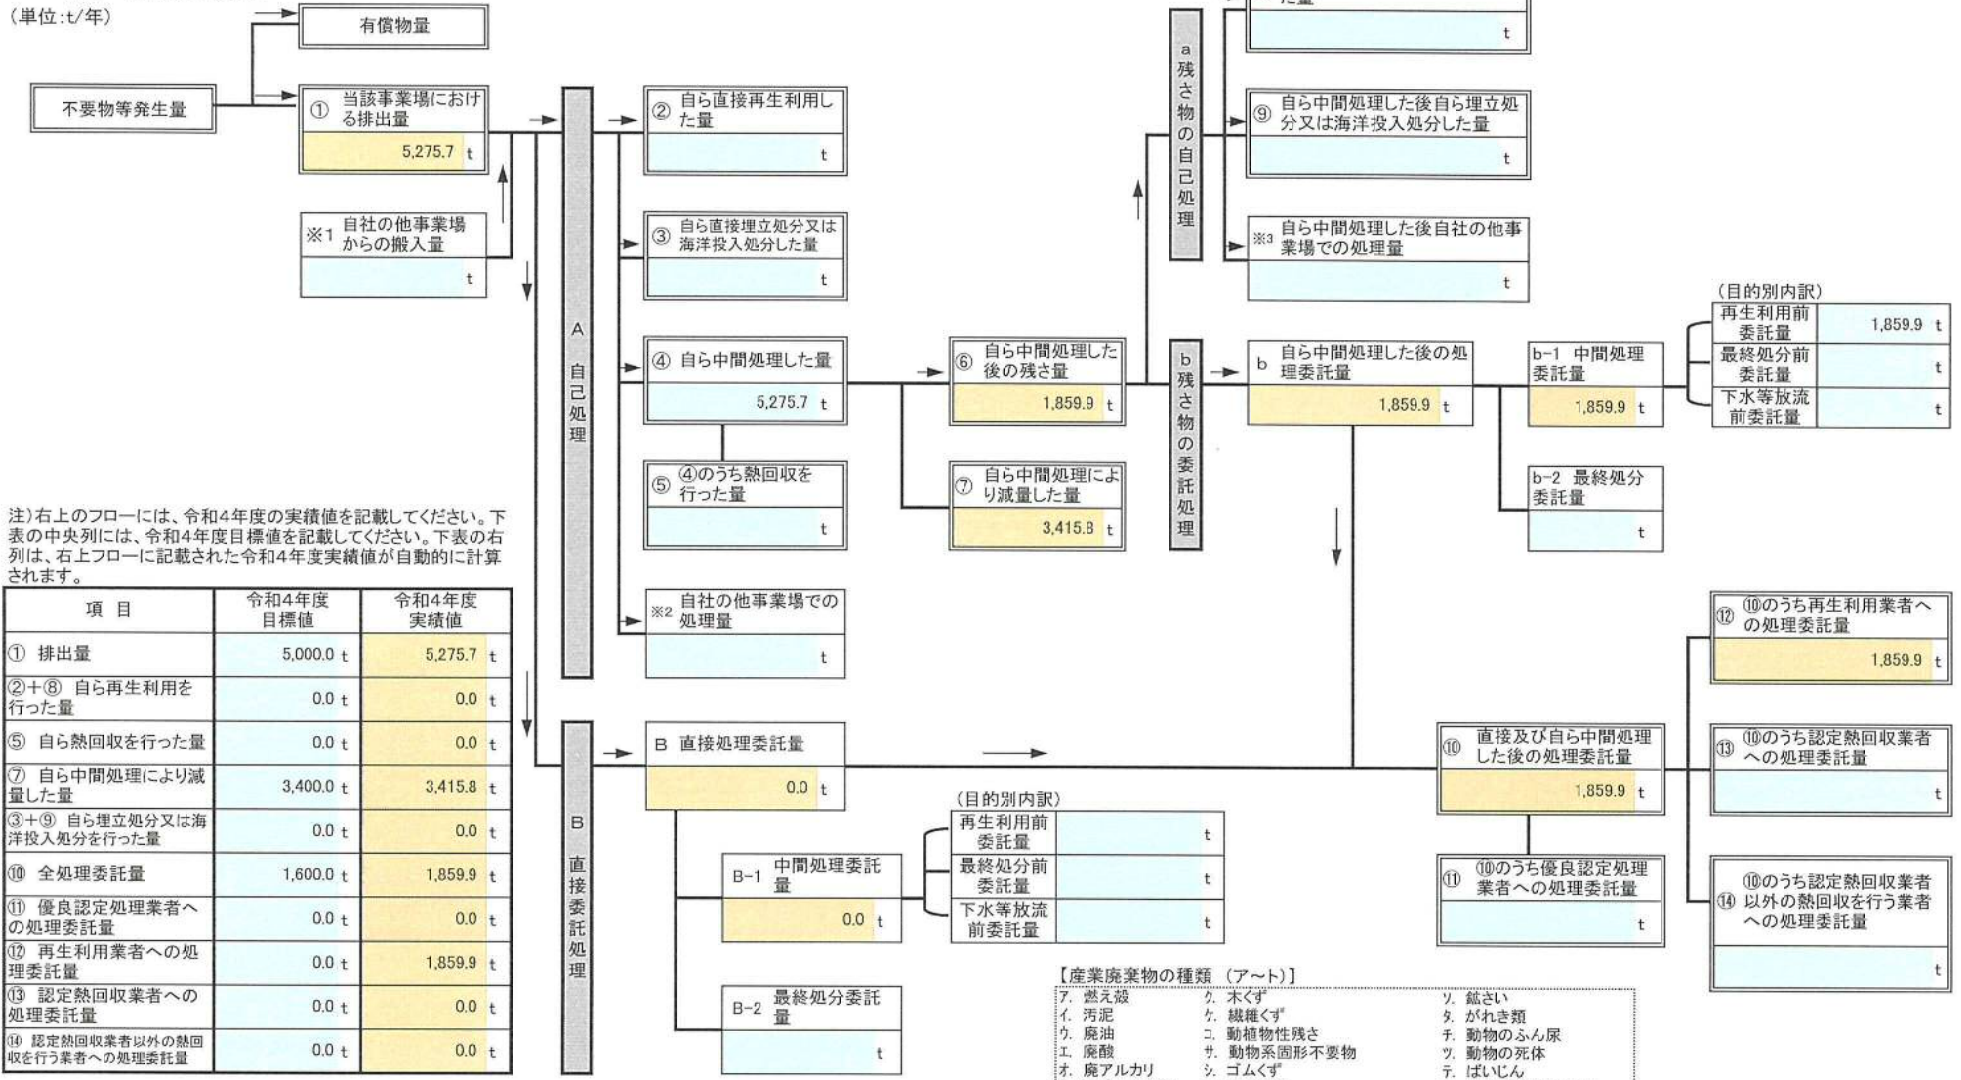 (単位:t/年)
有償物量
不要物等発生量
① 当該事業場におけ
る排出量
5,275.7 t
※1 自社の他事業場
からの搬入量
t
A 自己処理
② 自ら直接再生利用し
た量
t
③ 自ら直接埋立処分又は
海洋投入処分した量
t
④ 自ら中間処理した量
5,275.7 t
⑤ ④のうち熱回収を
行った量
t
※2 自社の他事業場での
処理量
t
⑥ 自ら中間処理した
後の残さ量
1,859.9 t
⑦ 自ら中間処理によ
り減量した量
3,415.8 t
a 残さ物の自己処理
た量
t
⑨ 自ら中間処理した後自ら埋立処
分又は海洋投入処分した量
t
※3 自ら中間処理した後自社の他事
業場での処理量
t
b 残さ物の委託処理
b 自ら中間処理した後の処
理委託量
1,859.9 t
b-1 中間処理
委託量
1,859.9 t
b-2 最終処分
委託量
t
(目的別内訳)
再生利用前
委託量
1,859.9 t
最終処分前
委託量
t
下水等放流
前委託量
t
注)右上のフローには、令和4年度の実績値を記載してください。下
表の中央列には、令和4年度目標値を記載してください。下表の右
列は、右上フローに記載された令和4年度実績値が自動的に計算
されます。
項 目
令和4年度
目標値
令和4年度
実績値
① 排出量 5,000.0 t 5,275.7 t
②+⑧ 自ら再生利用を
行った量
0.0 t 0.0 t
⑤ 自ら熱回収を行った量 0.0 t 0.0 t
⑦ 自ら中間処理により減
量した量
3,400.0 t 3,415.8 t
③+⑨ 自ら埋立処分又は海
洋投入処分を行った量
0.0 t 0.0 t
⑩ 全処理委託量 1,600.0 t 1,859.9 t
⑪ 優良認定処理業者へ
の処理委託量
0.0 t 0.0 t
⑫ 再生利用業者への処
理委託量
0.0 t 1,859.9 t
⑬ 認定熱回収業者への
処理委託量
0.0 t 0.0 t
⑭ 認定熱回収業者以外の熱回
収を行う業者への処理委託量
0.0 t 0.0 t
B 直接委託処理
B 直接処理委託量
0.0 t
B-1 中間処理委託
量
0.0 t
B-2 最終処分委託
量
t
(目的別内訳)
再生利用前
委託量
t
最終処分前
委託量
t
下水等放流
前委託量
t
⑩ 直接及び自ら中間処理
した後の処理委託量
1,859.9 t
⑪ ⑩のうち優良認定処理
業者への処理委託量
t
⑫ ⑩のうち再生利用業者へ
の処理委託量
1,859.9 t
⑬ ⑩のうち認定熱回収業者
への処理委託量
t
⑭ ⑩のうち認定熱回収業者
以外の熱回収を行う業者
への処理委託量
t
【産業廃棄物の種類 (ア~ト)】
ア. 燃え殻 ク. 木くず ソ. 鉱さい
イ. 汚泥 ケ. 繊維くず タ. がれき類
ウ. 廃油 コ. 動植物性残さ チ. 動物のふん尿
エ. 廃酸 サ. 動物系固形不要物 ツ. 動物の死体
オ. 廃アルカリ シ. ゴムくず テ. ばいじん